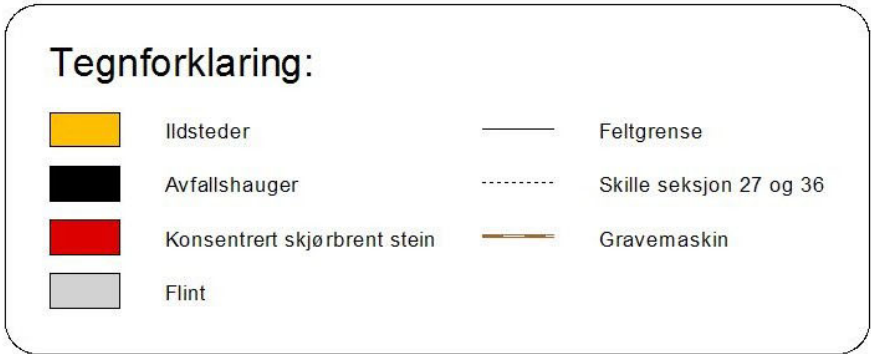 Tegnforklaring:
Ildsteder
Avfallshauger
Konsentrert skjørbrent stein
Flint
Feltgrense
Skille seksjon 27 og 36
Gravemaskin